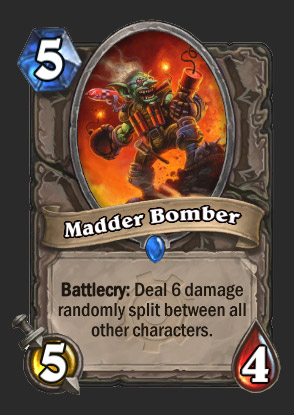 5
Madder Bomber
Battlecry: Deal 6 damage
randomly split between all
other characters.
5
4